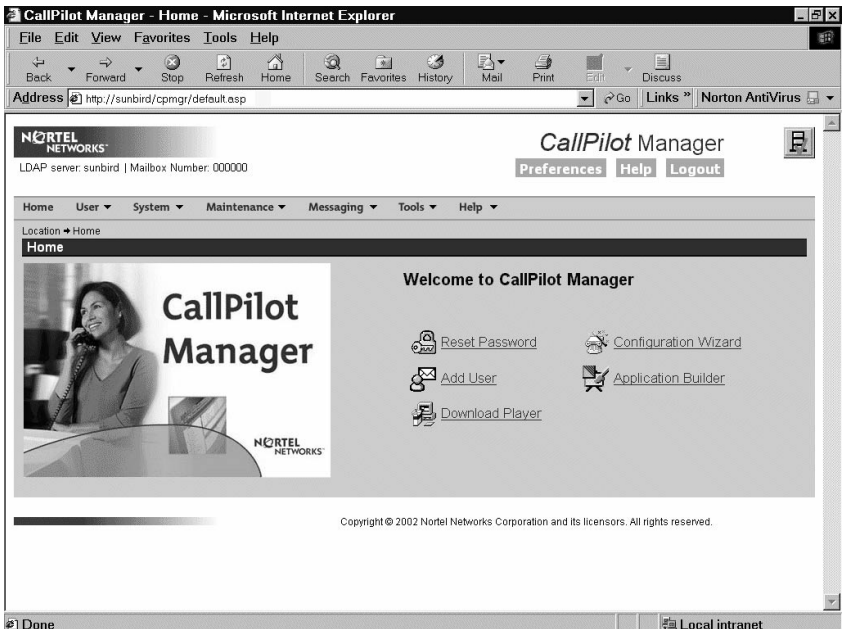 CallPilot Manager - Home - Microsoft Internet Explorer
File Edit View Favorites Tools Help
Back Forward Stop Refresh Home Search Favorites History Mail Print Edit Discuss
Address http://sunbird/cpmgr/default.asp Go Links » Norton AntiVirus
NORTEL
NETWORKS
CallPilot Manager
LDAP server: sunbird | Mailbox Number: 000000
Preferences Help Logout
Home User System Maintenance Messaging Tools Help
Location → Home
Home
CallPilot
Manager
NORTEL
NETWORKS
Welcome to CallPilot Manager
Reset Password Configuration Wizard
Add User Application Builder
Download Player
Copyright © 2002 Nortel Networks Corporation and its licensors. All rights reserved.
Done Local intranet